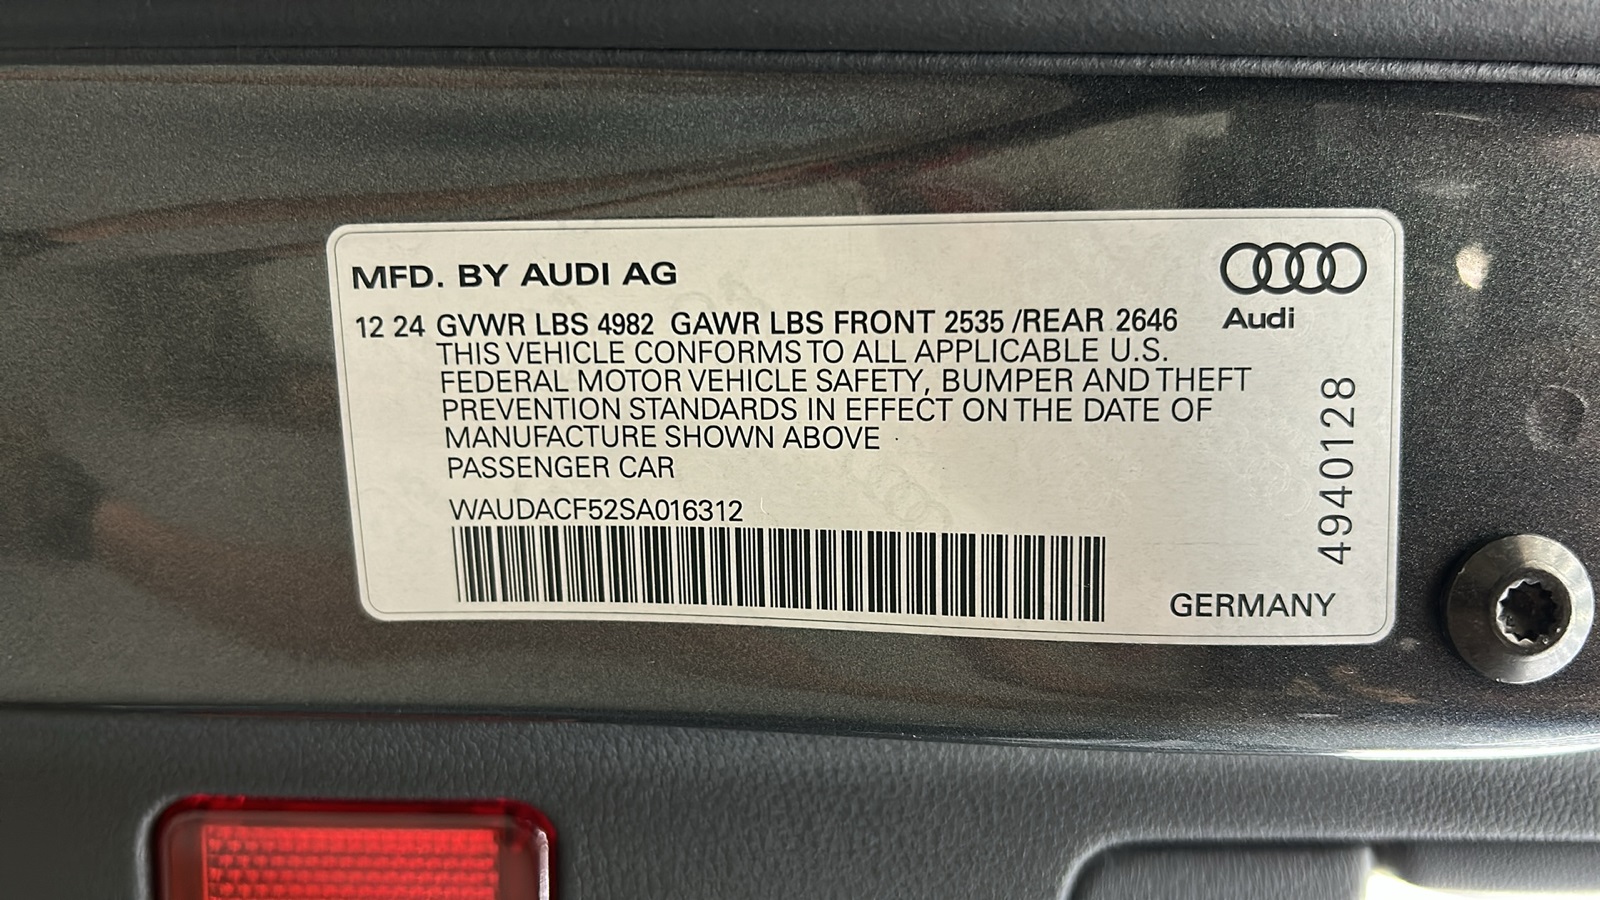 MFD. BY AUDI AG
Audi
12 24 GVWR LBS 4982 GAWR LBS FRONT 2535 /REAR 2646
THIS VEHICLE CONFORMS TO ALL APPLICABLE U.S.
FEDERAL MOTOR VEHICLE SAFETY, BUMPER AND THEFT
PREVENTION STANDARDS IN EFFECT ON THE DATE OF
MANUFACTURE SHOWN ABOVE
PASSENGER CAR
WAUDACF52SA016312
4940128
GERMANY